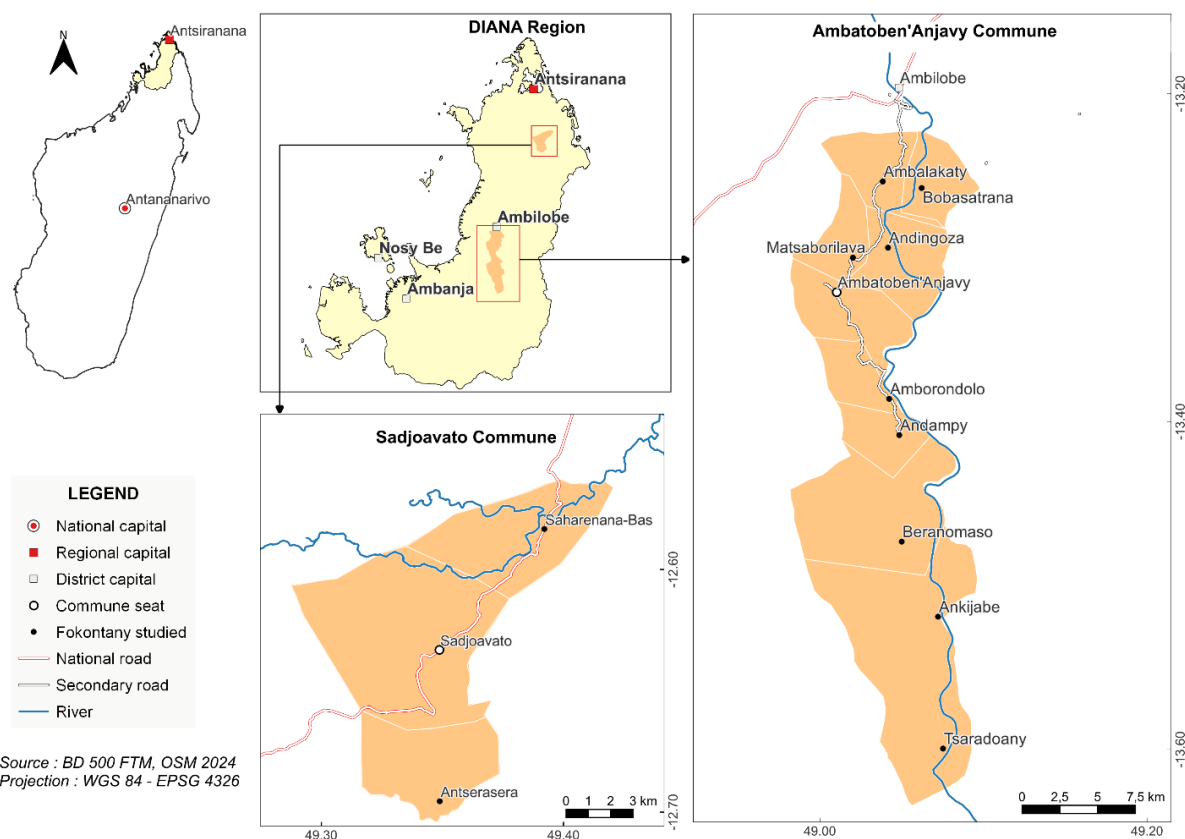 N
Antsiranana
Antananarivo
DIANA Region
Antsiranana
Ambilobe
Nosy Be
Ambanja
Ambatoben'Anjavy Commune
Ambilobe
Ambalakaty
Bobasatrana
Andingoza
Matsaborilava
Ambatoben'Anjavy
Amborondolo
Andampy
Beranomaso
Ankijabe
Tsaradoany
-13.20
-13.40
-13.60
0 2,5 5 7,5 km
49.00 49.20
Sadjoavato Commune
Saharenana-Bas
Sadjoavato
Antserasera
-12.60
-12.70
0 1 2 3 km
49.30 49.40
LEGEND
National capital
Regional capital
District capital
Commune seat
Fokontany studied
National road
Secondary road
River
Source : BD 500 FTM, OSM 2024
Projection : WGS 84 - EPSG 4326